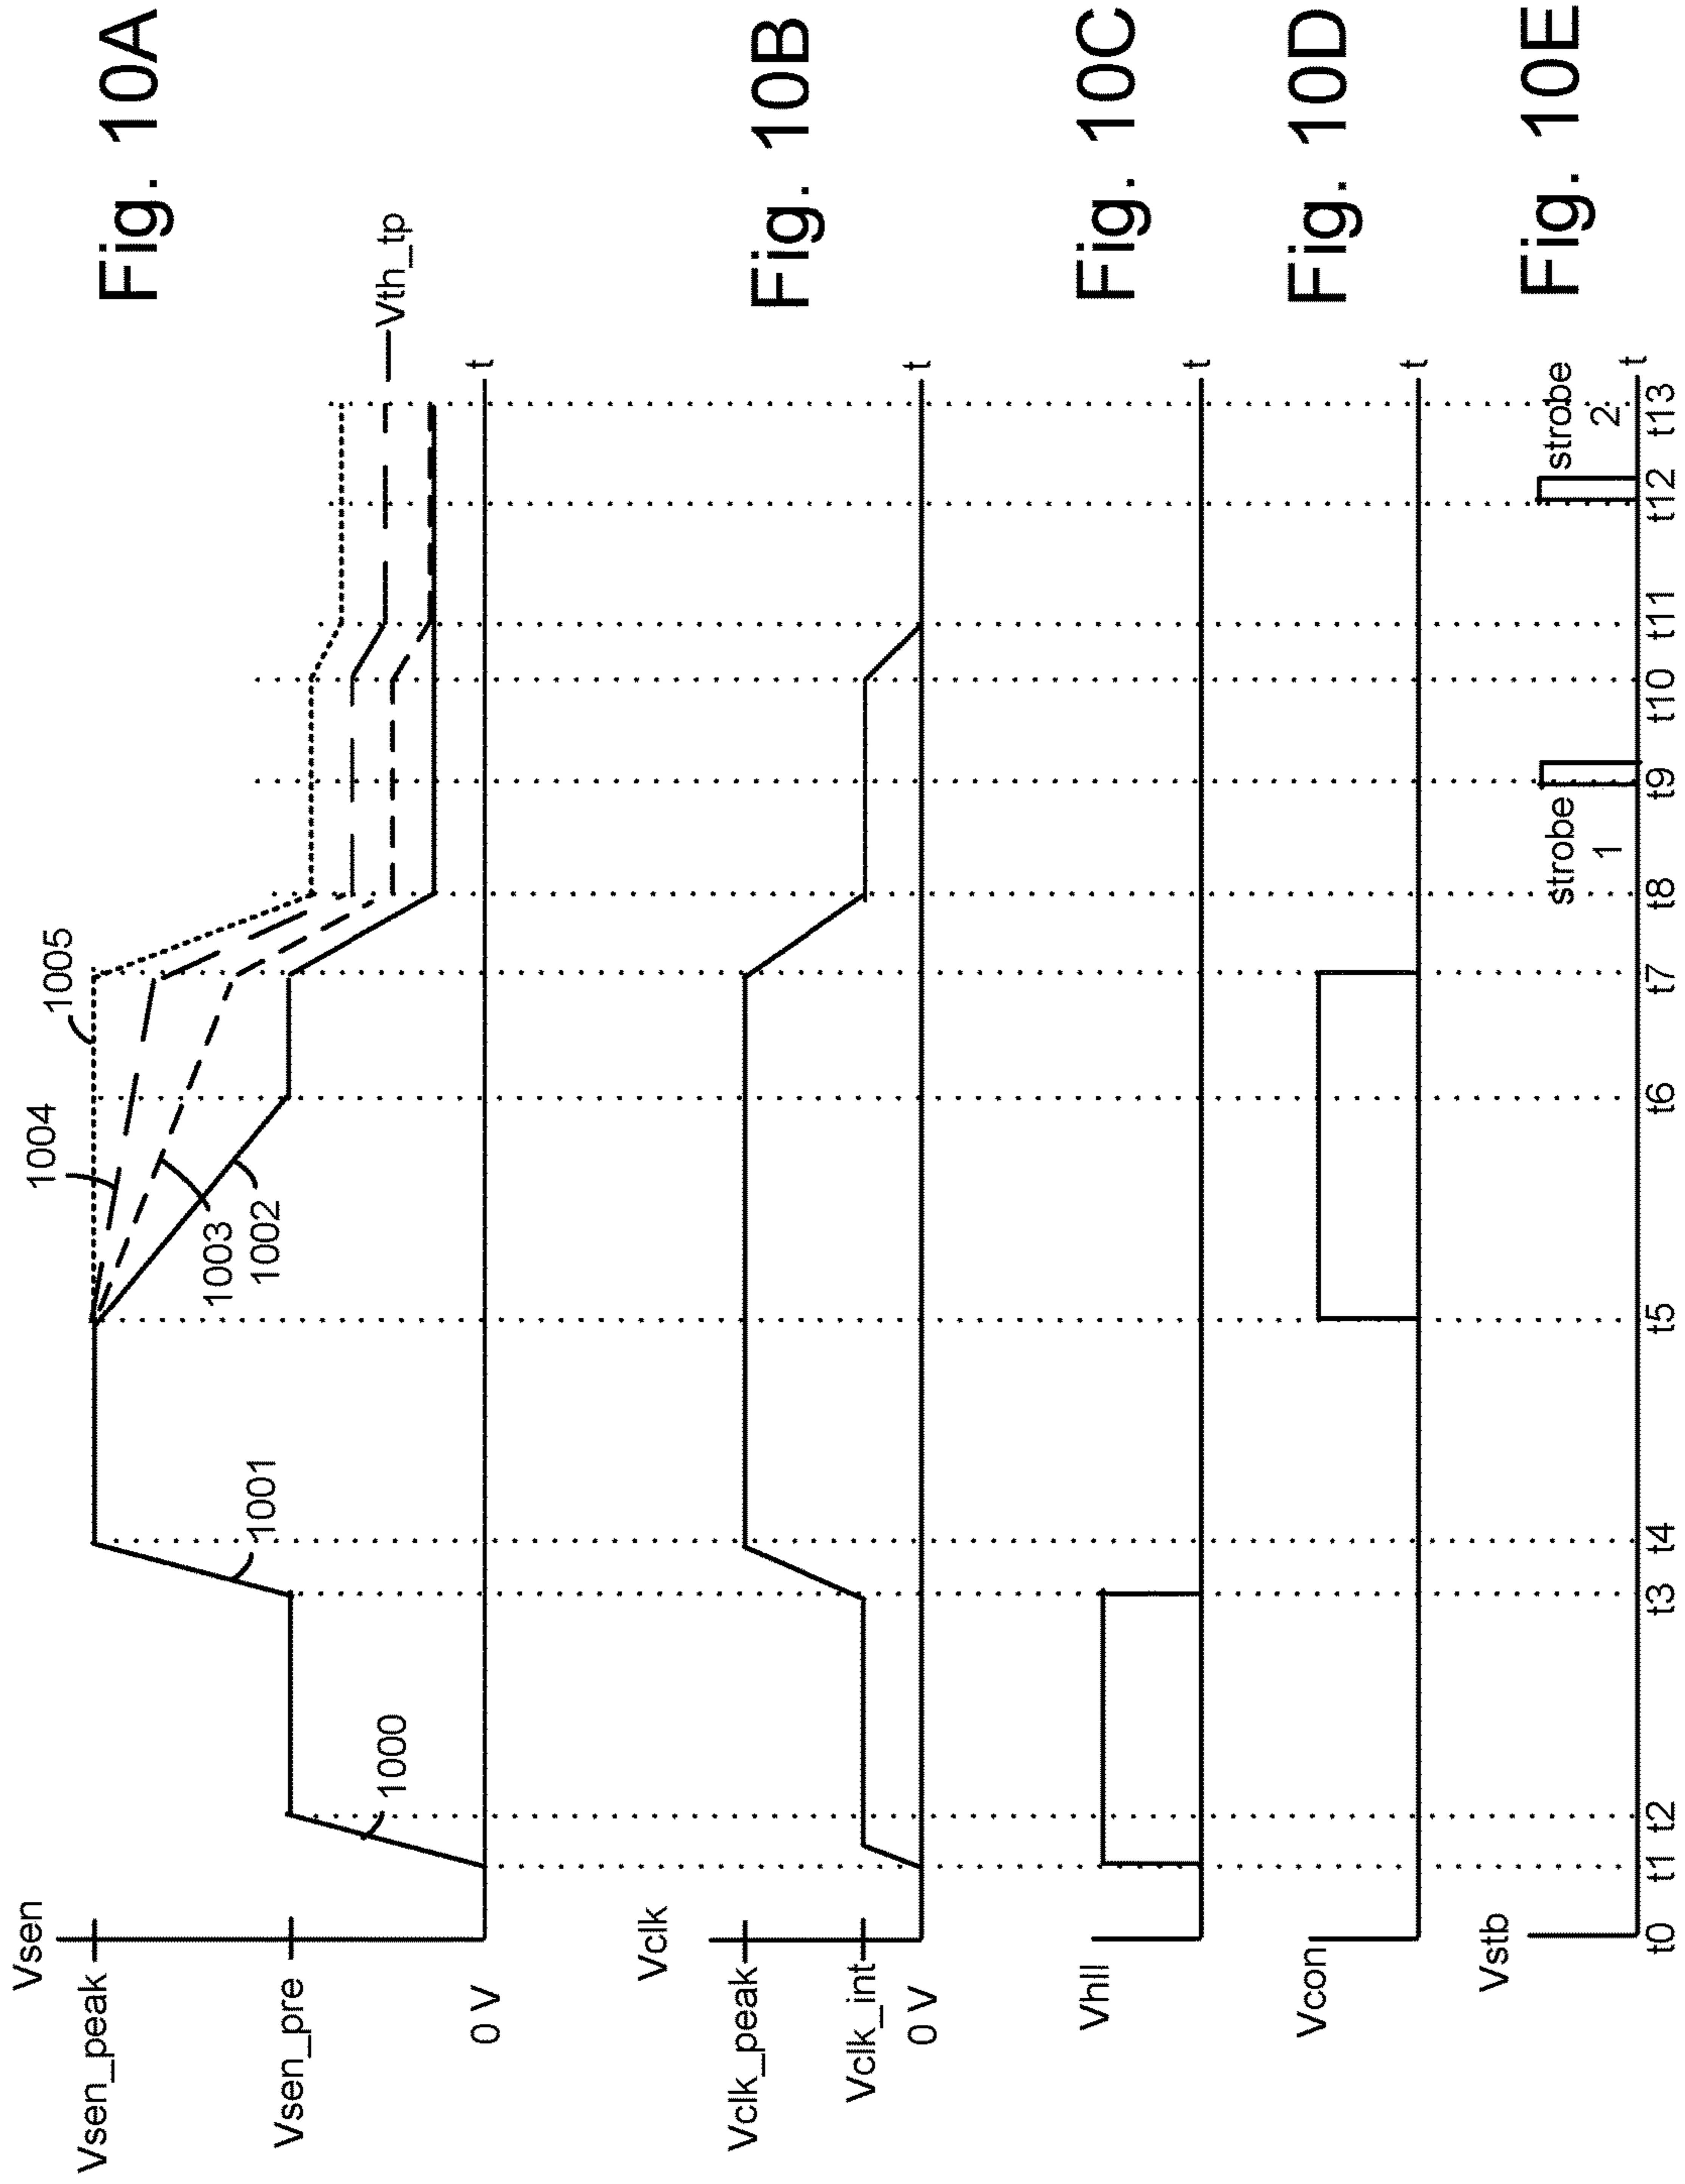 Fig. 10A
Vsen
Vsen_peak
Vsen_pre
0 V
1000
1001
1002
1003
1004
1005
Vth_tp
t
Fig. 10B
Vclk
Vclk_peak
Vclk_int
0 V
t
Fig. 10C
Vhll
t
Fig. 10D
Vcon
t
Fig. 10E
Vstb
strobe
1
strobe
2
t
t0 t1 t2 t3 t4 t5 t6 t7 t8 t9 t10 t11 t12 t13